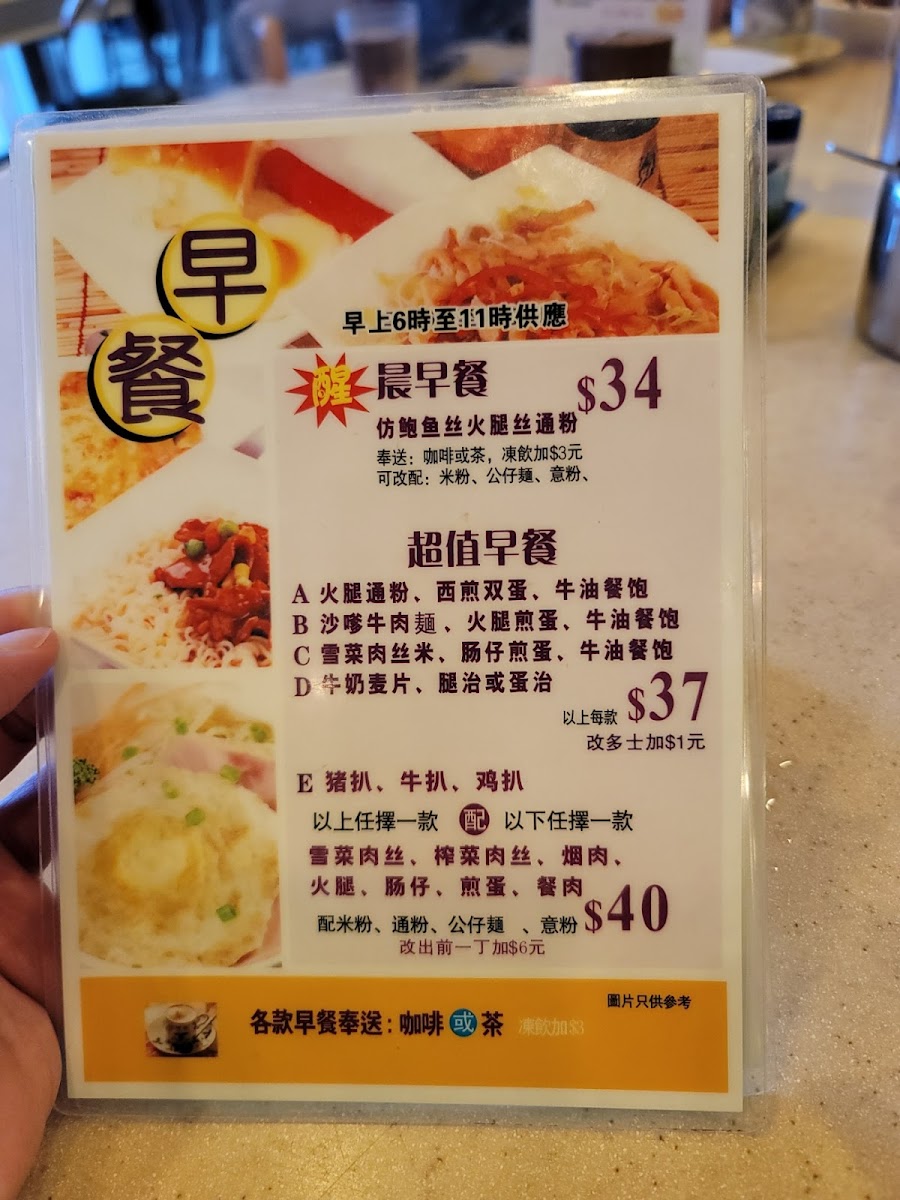 早餐
早上6時至11時供應
醒晨早餐 $34
仿鲍鱼丝火腿丝通粉
奉送：咖啡或茶，凍飲加$3元
可改配：米粉、公仔麵、意粉、
超值早餐
A 火腿通粉、西煎双蛋、牛油餐饱
B 沙嗲牛肉麵、火腿煎蛋、牛油餐饱
C 雪菜肉丝米、肠仔煎蛋、牛油餐饱
D 牛奶麦片、腿治或蛋治
以上每款 $37
改多士加$1元
E 猪扒、牛扒、鸡扒
以上任擇一款 配 以下任擇一款
雪菜肉丝、榨菜肉丝、烟肉、
火腿、肠仔、煎蛋、餐肉
配米粉、通粉、公仔麵 、意粉 $40
改出前一丁加$6元
圖片只供參考
各款早餐奉送：咖啡 或 茶 凍飲加$3